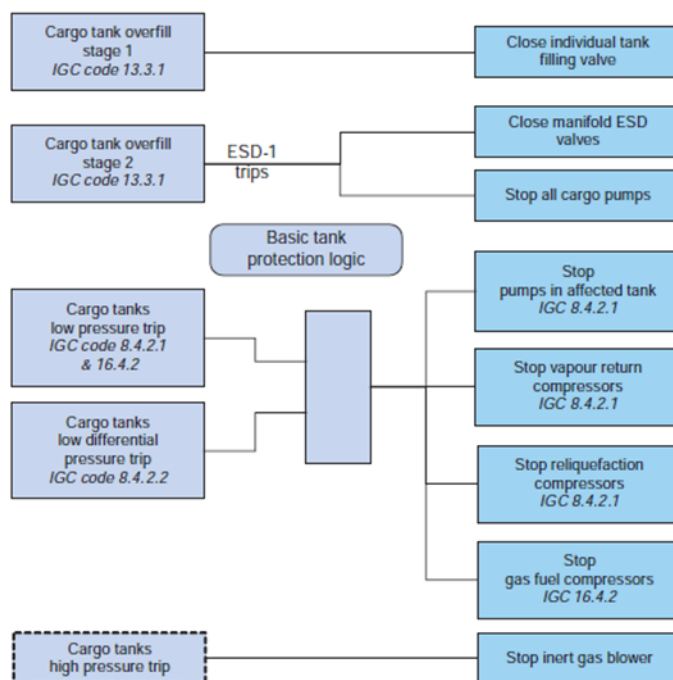 Cargo tank overfill
stage 1
IGC code 13.3.1
Close individual tank
filling valve
Cargo tank overfill
stage 2
IGC code 13.3.1
ESD-1
trips
Close manifold ESD
valves
Stop all cargo pumps
Basic tank
protection logic
Cargo tanks
low pressure trip
IGC code 8.4.2.1
& 16.4.2
Cargo tanks
low differential
pressure trip
IGC code 8.4.2.2
Stop
pumps in affected tank
IGC 8.4.2.1
Stop vapour return
compressors
IGC 8.4.2.1
Stop reliquefaction
compressors
IGC 8.4.2.1
Stop
gas fuel compressors
IGC 16.4.2
Cargo tanks
high pressure trip
Stop inert gas blower